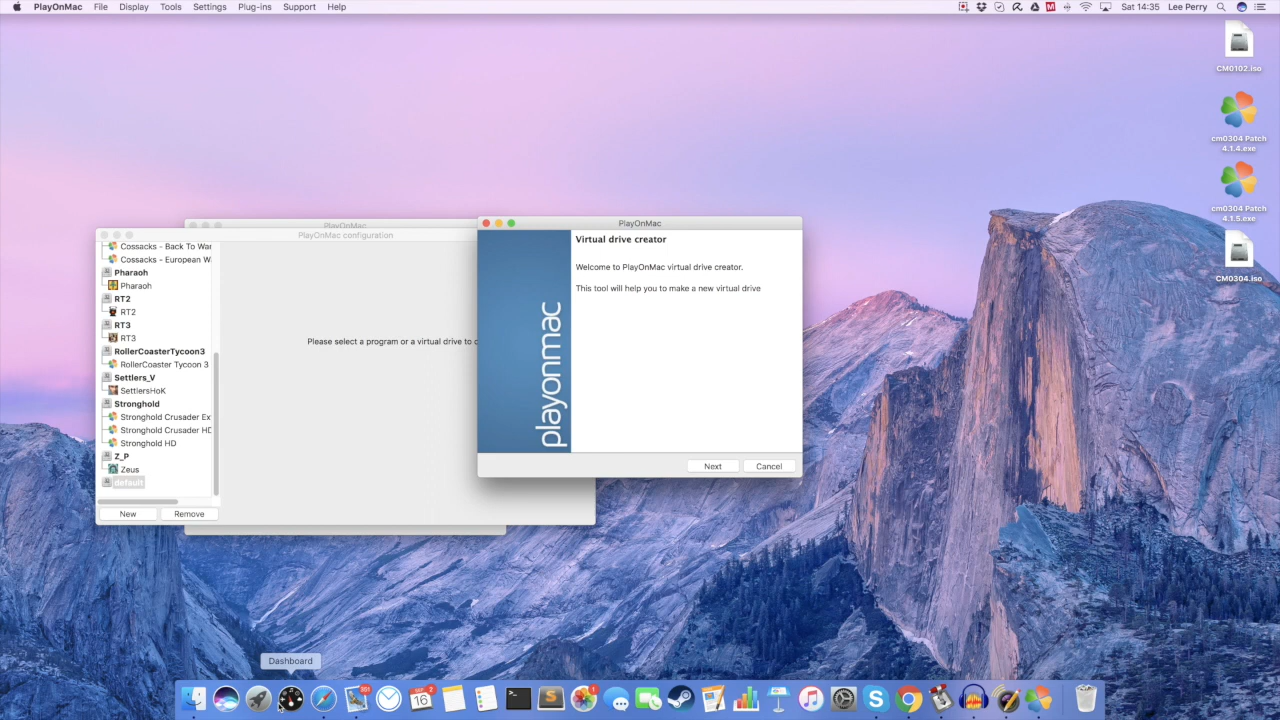 PlayOnMac File Display Tools Settings Plug-ins Support Help
Sat 14:35 Lee Perry
CM0102.iso
cm0304 Patch
4.1.4.exe
cm0304 Patch
4.1.5.exe
CM0304.iso
PlayOnMac
PlayOnMac configuration
Cossacks - Back To War
Cossacks - European W
Pharaoh
Pharaoh
RT2
RT2
RT3
RT3
RollerCoasterTycoon3
RollerCoaster Tycoon 3
Settlers_V
SettlersHoK
Stronghold
Stronghold Crusader Ex
Stronghold Crusader HD
Stronghold HD
Z_P
Zeus
default
New Remove
Please select a program or a virtual drive to c
PlayOnMac
playonmac
Virtual drive creator
Welcome to PlayOnMac virtual drive creator.
This tool will help you to make a new virtual drive
Next Cancel
Dashboard
16